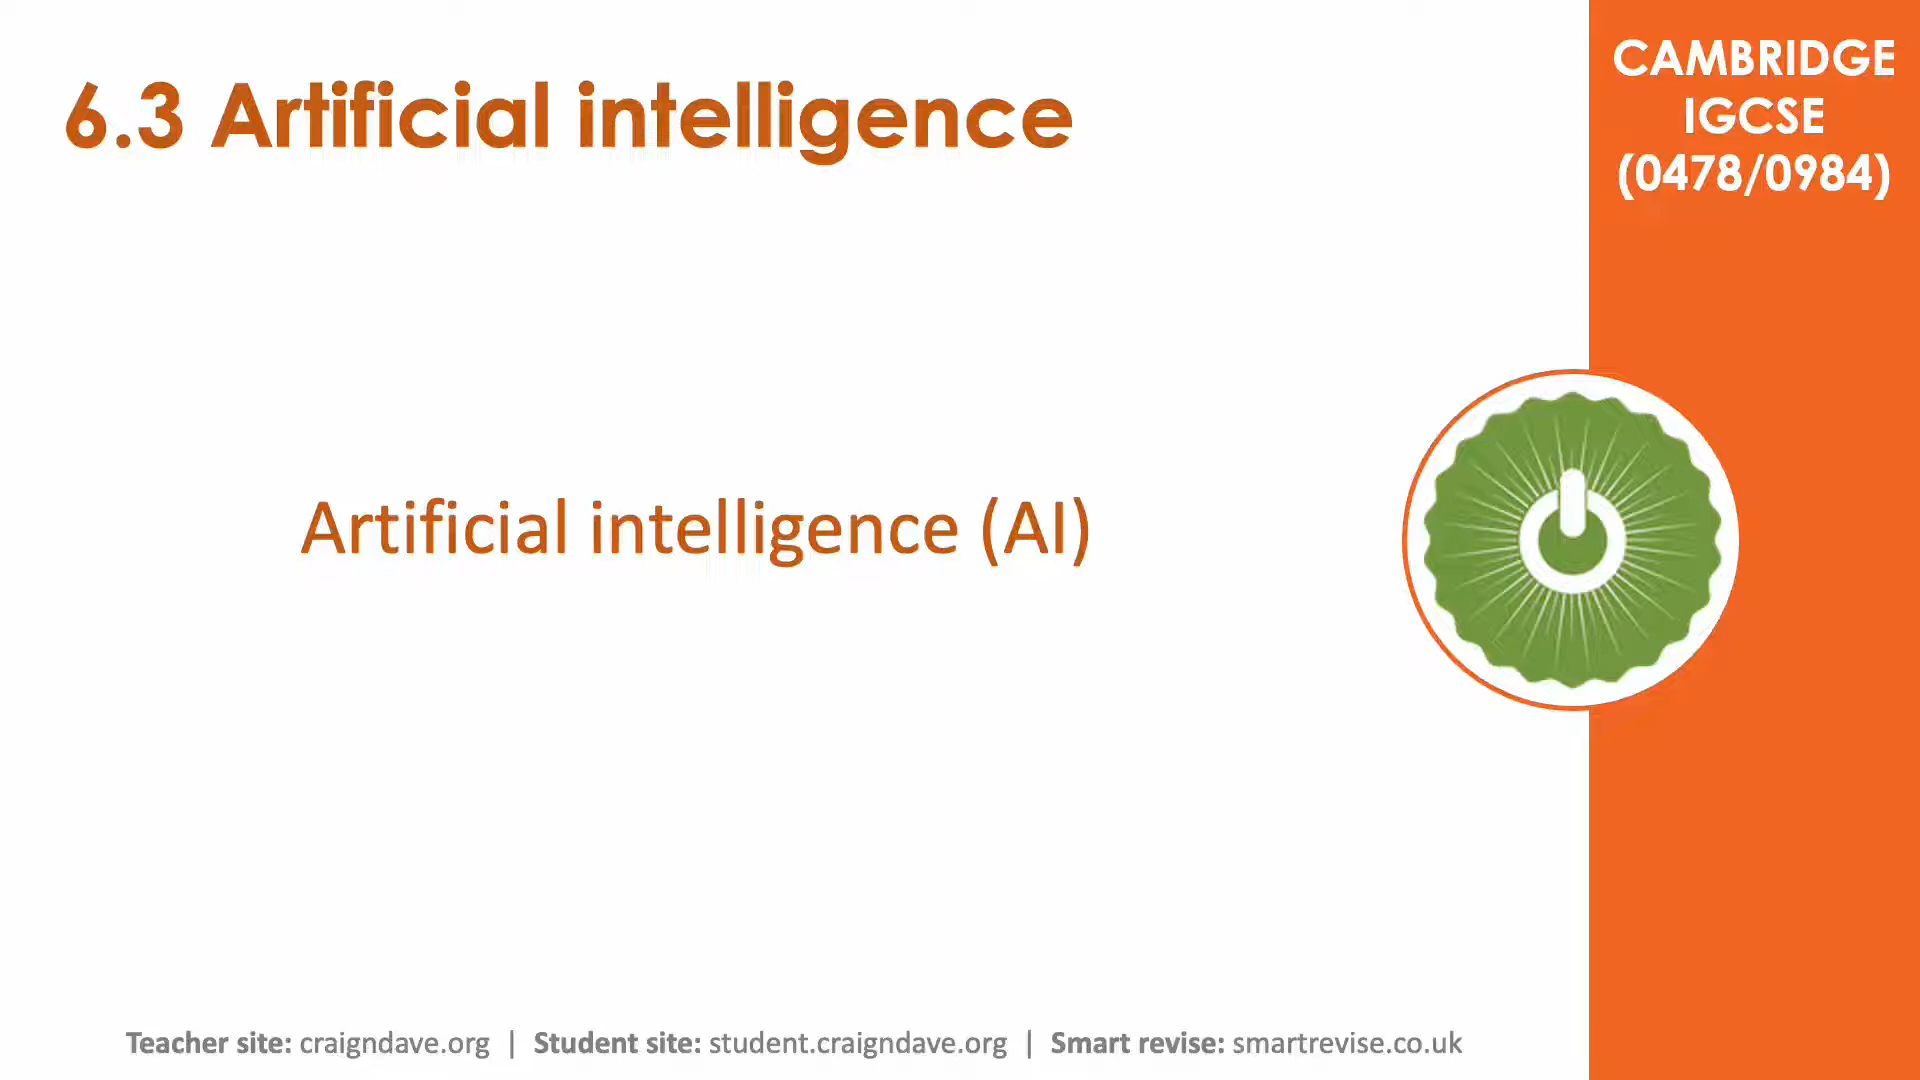 6.3 Artificial intelligence
CAMBRIDGE
IGCSE
(0478/0984)
Artificial intelligence (AI)
Teacher site: craigndave.org | Student site: student.craigndave.org | Smart revise: smartrevise.co.uk